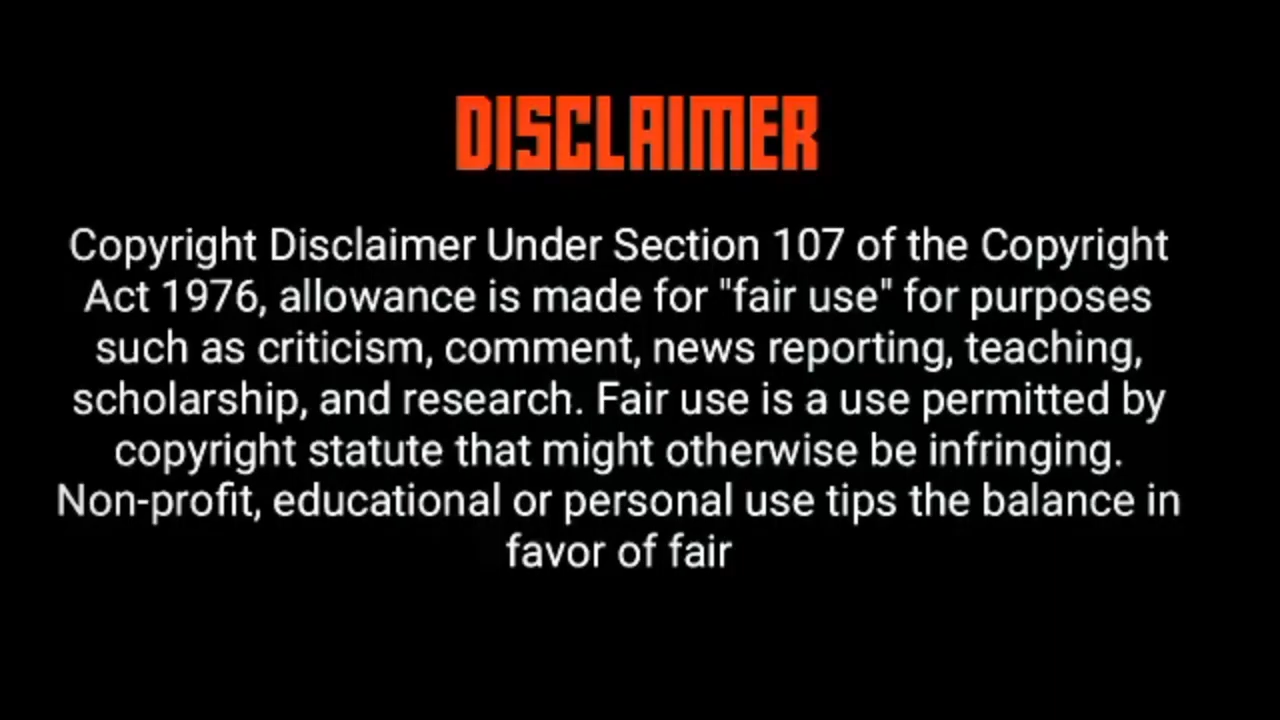 DISCLAIMER
Copyright Disclaimer Under Section 107 of the Copyright
Act 1976, allowance is made for "fair use" for purposes
such as criticism, comment, news reporting, teaching,
scholarship, and research. Fair use is a use permitted by
copyright statute that might otherwise be infringing.
Non-profit, educational or personal use tips the balance in
favor of fair